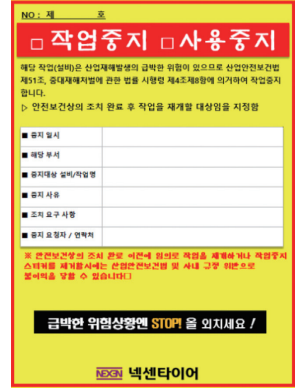 NO : 제 호
□ 작업중지 □ 사용중지
해당 작업(설비)은 산업재해발생의 급박한 위험이 있으므로 산업안전보건법
제51조, 중대재해처벌에 관한 법률 시행령 제4조제8항에 의거하여 작업중지
합니다.
▷ 안전보건상의 조치 완료 후 작업을 재개할 대상임을 지정함
■ 중지 일시
■ 해당 부서
■ 중지대상 설비/작업명
■ 중지 사유
■ 조치 요구 사항
■ 중지 요청자 / 연락처
※ 안전보건상의 조치 완료 이전에 임의로 작업을 재개하거나 작업중지
스티커를 제거할시에는 산업안전보건법 및 사내 규정 위반으로
불이익을 당할 수 있습니다□
급박한 위험상황엔 STOP! 을 외치세요 !
NEXEN 넥센타이어